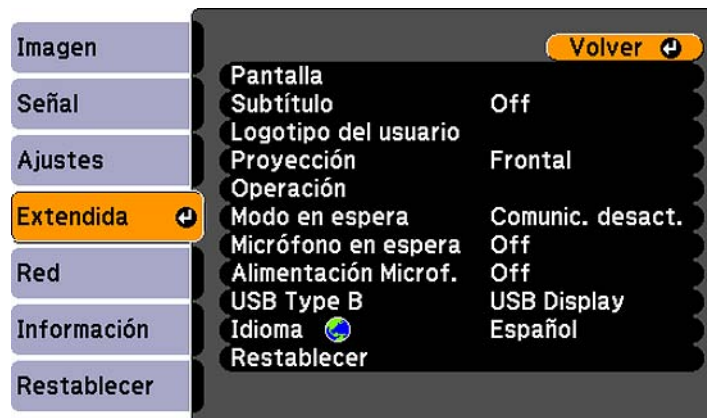 Imagen
Señal
Ajustes
Extendida
Red
Información
Restablecer
Volver
Pantalla
Subtítulo Off
Logotipo del usuario
Proyección Frontal
Operación
Modo en espera Comunic. desact.
Micrófono en espera Off
Alimentación Microf. Off
USB Type B USB Display
Idioma Español
Restablecer